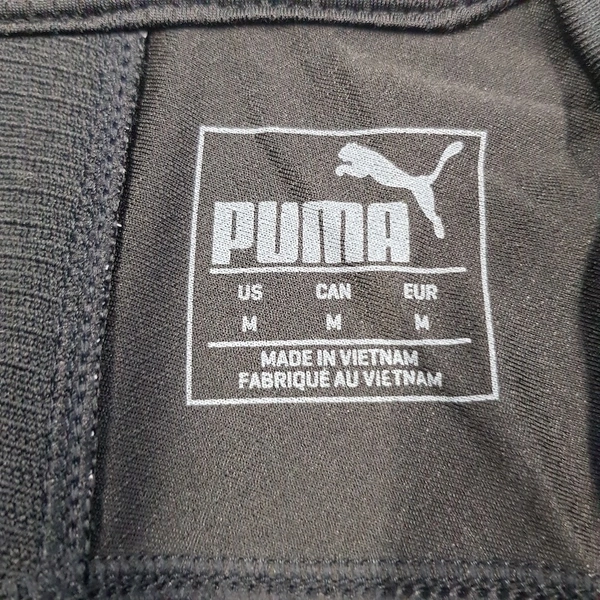 PUMA
US CAN EUR
M M M
MADE IN VIETNAM
FABRIQUÉ AU VIETNAM